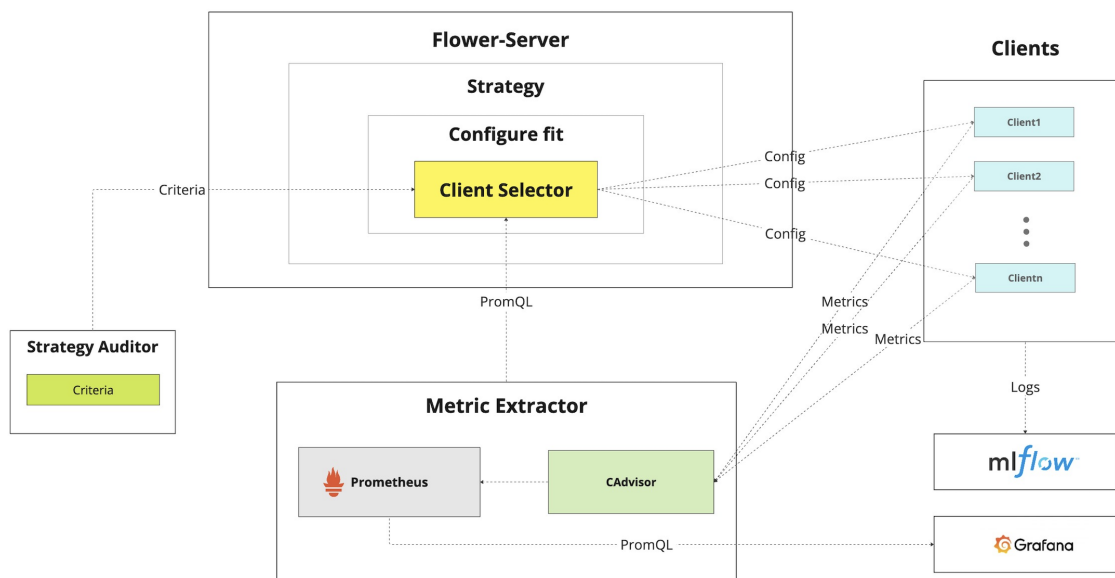 Flower-Server
Strategy
Configure fit
Client Selector
Criteria
Config
Config
Config
Clients
Client1
Client2
Clientn
PromQL
Metrics
Metrics
Metrics
Strategy Auditor
Criteria
Metric Extractor
Prometheus
CAdvisor
PromQL
Logs
mlflow™
Grafana